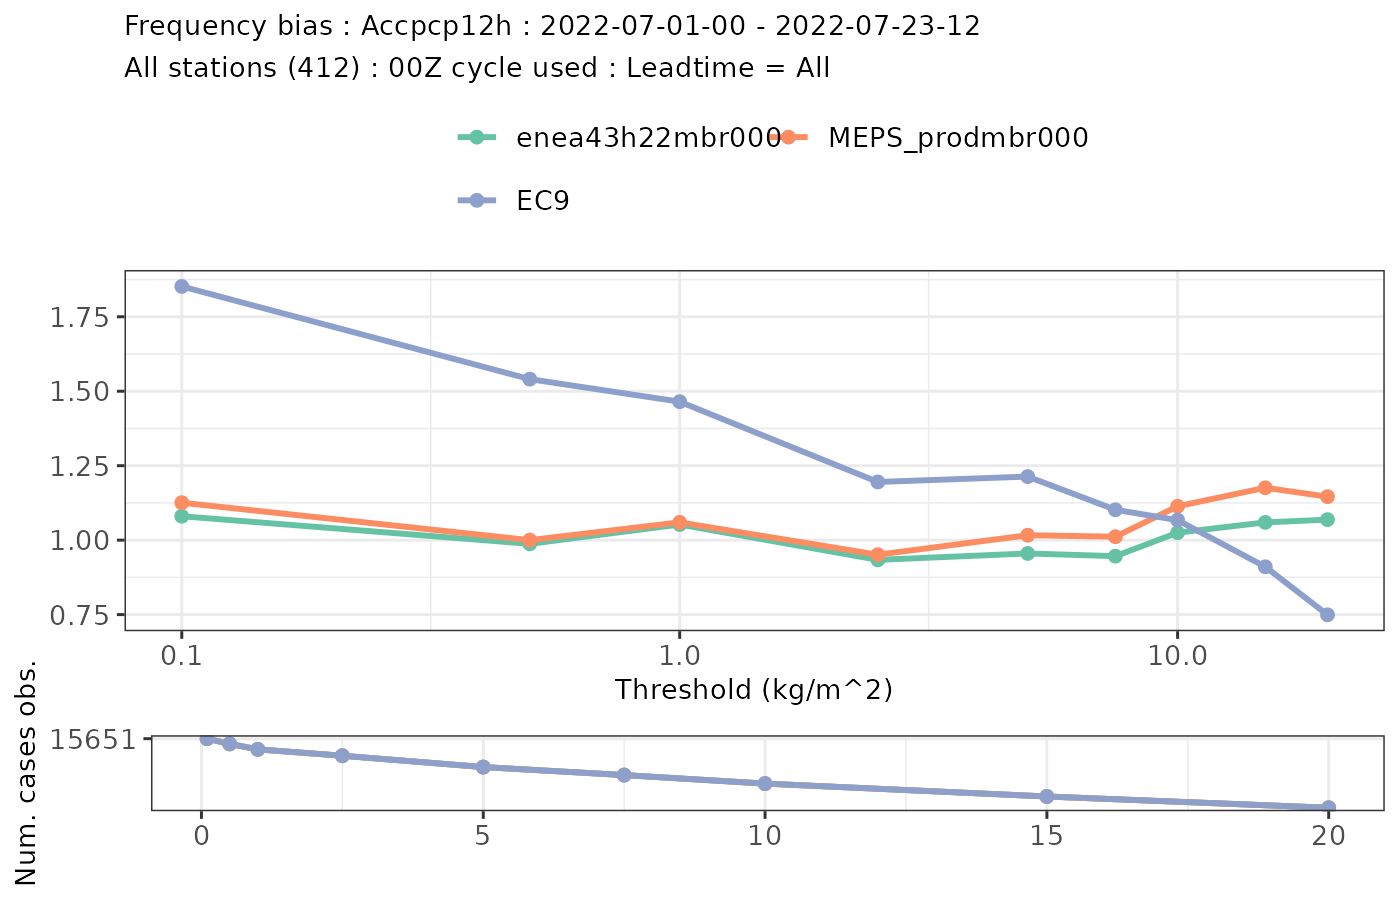 Frequency bias : Accpcp12h : 2022-07-01-00 - 2022-07-23-12
All stations (412) : 00Z cycle used : Leadtime = All
enea43h22mbr000 MEPS_prodmbr000
EC9
1.75
1.50
1.25
1.00
0.75
0.1 1.0 10.0
Threshold (kg/m^2)
Num. cases obs.
15651
0 5 10 15 20